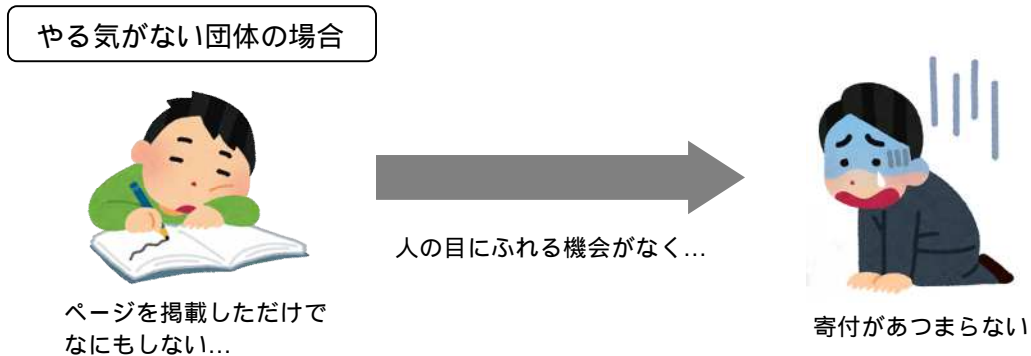 やる気がない団体の場合
人の目にふれる機会がなく…
ページを掲載しただけで
なにもしない…
寄付があつまらない